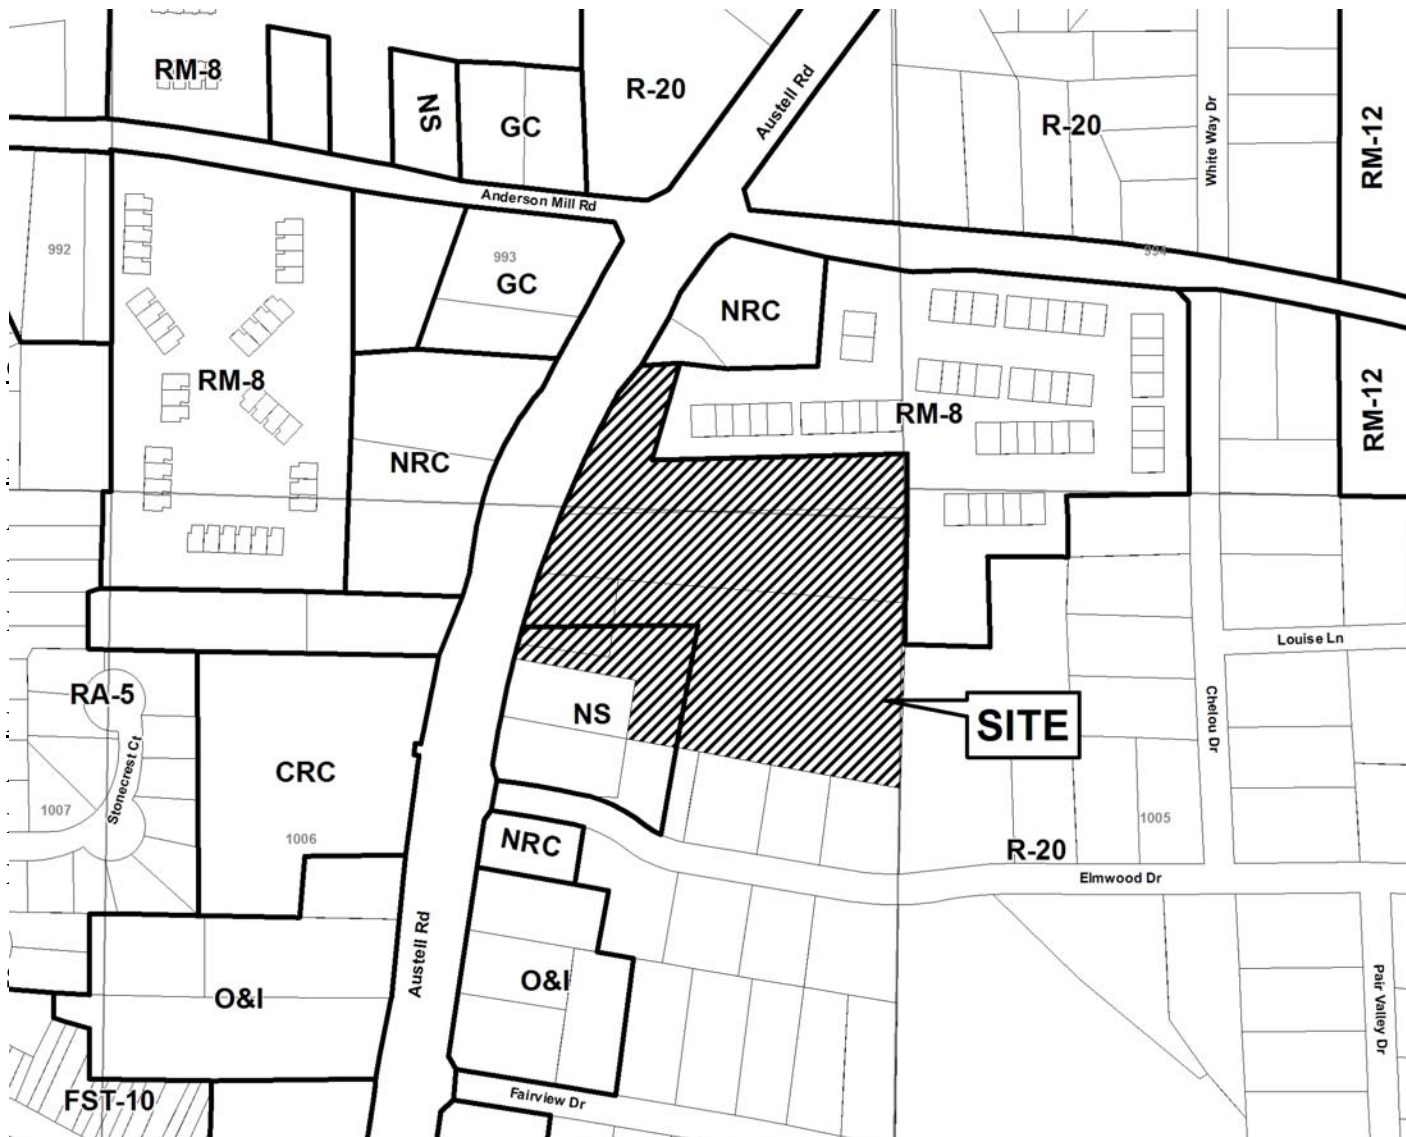 RM-8
NS
GC
R-20
Austell Rd
R-20
White Way Dr
RM-12
Anderson Mill Rd
992
993
GC
994
NRC
RM-8
RM-8
RM-12
NRC
Louise Ln
RA-5
NS
SITE
Chelou Dr
CRC
Stonecrest Ct
1007
1006
1005
NRC
R-20
Elmwood Dr
Austell Rd
O&I
O&I
Pair Valley Dr
FST-10
Fairview Dr